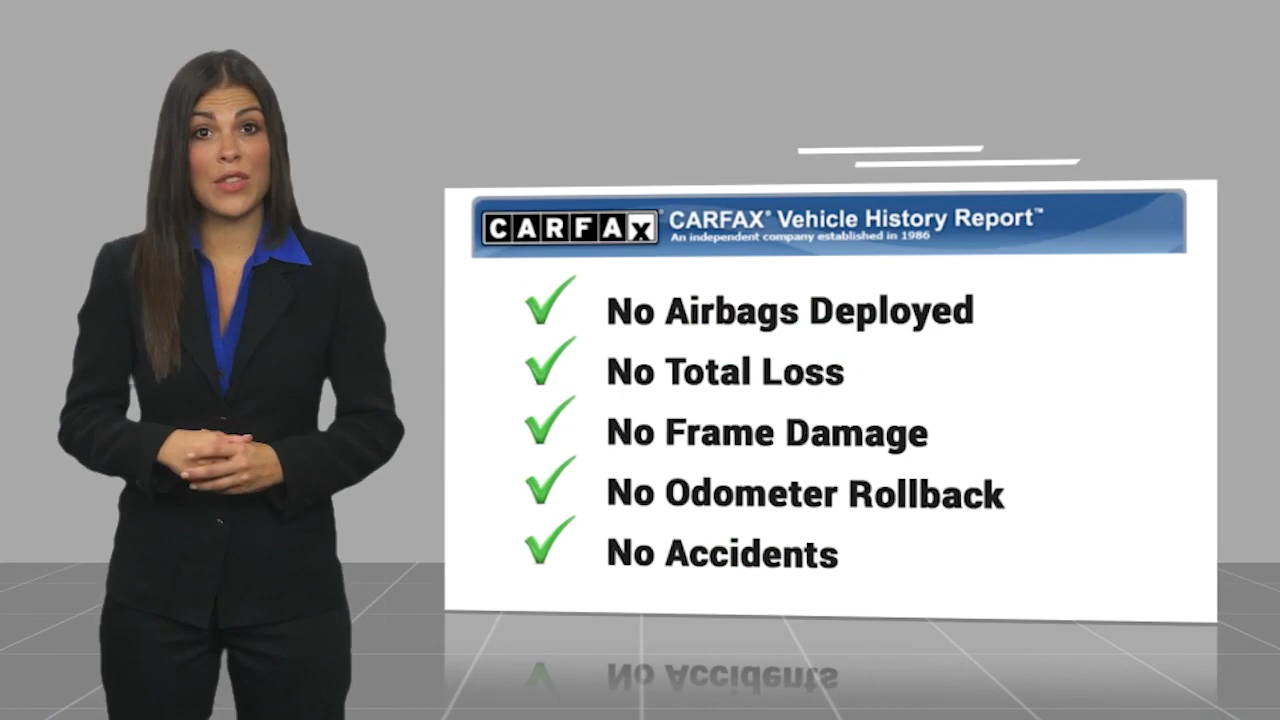 CARFAX® CARFAX® Vehicle History Report™
An independent company established in 1986
No Airbags Deployed
No Total Loss
No Frame Damage
No Odometer Rollback
No Accidents